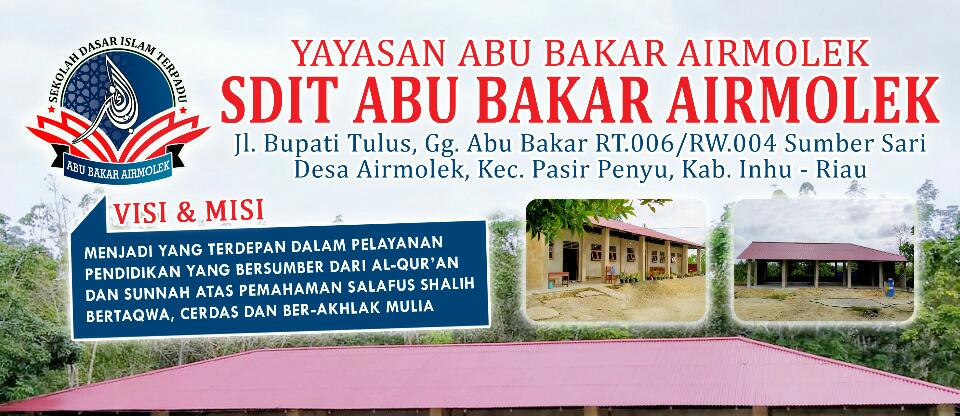 SEKOLAH DASAR ISLAM TERPADU
ABU BAKAR AIRMOLEK
YAYASAN ABU BAKAR AIRMOLEK
SDIT ABU BAKAR AIRMOLEK
Jl. Bupati Tulus, Gg. Abu Bakar RT.006/RW.004 Sumber Sari
Desa Airmolek, Kec. Pasir Penyu, Kab. Inhu - Riau
VISI & MISI
MENJADI YANG TERDEPAN DALAM PELAYANAN
PENDIDIKAN YANG BERSUMBER DARI AL-QUR'AN
DAN SUNNAH ATAS PEMAHAMAN SALAFUS SHALIH
BERTAQWA, CERDAS DAN BER-AKHLAK MULIA